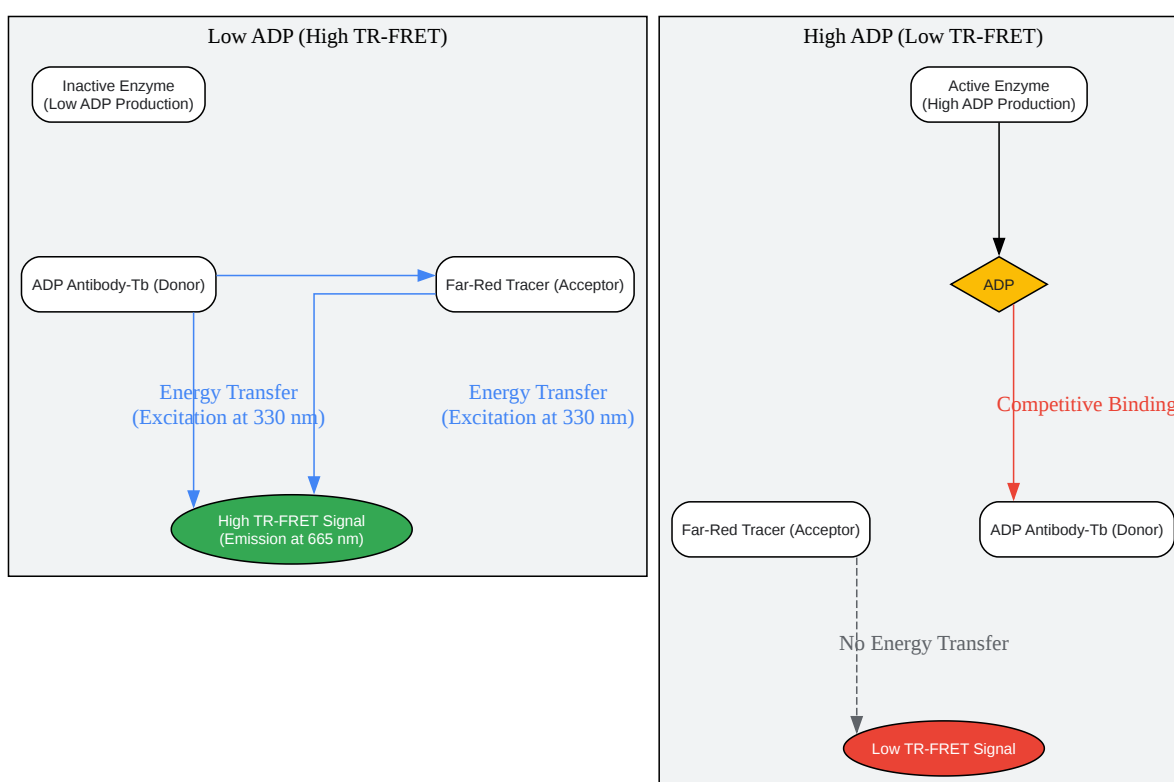 Low ADP (High TR-FRET)
Inactive Enzyme
(Low ADP Production)
ADP Antibody-Tb (Donor)
Far-Red Tracer (Acceptor)
Energy Transfer
(Excitation at 330 nm)
Energy Transfer
(Excitation at 330 nm)
High TR-FRET Signal
(Emission at 665 nm)
High ADP (Low TR-FRET)
Active Enzyme
(High ADP Production)
ADP
Competitive Binding
Far-Red Tracer (Acceptor)
ADP Antibody-Tb (Donor)
No Energy Transfer
Low TR-FRET Signal